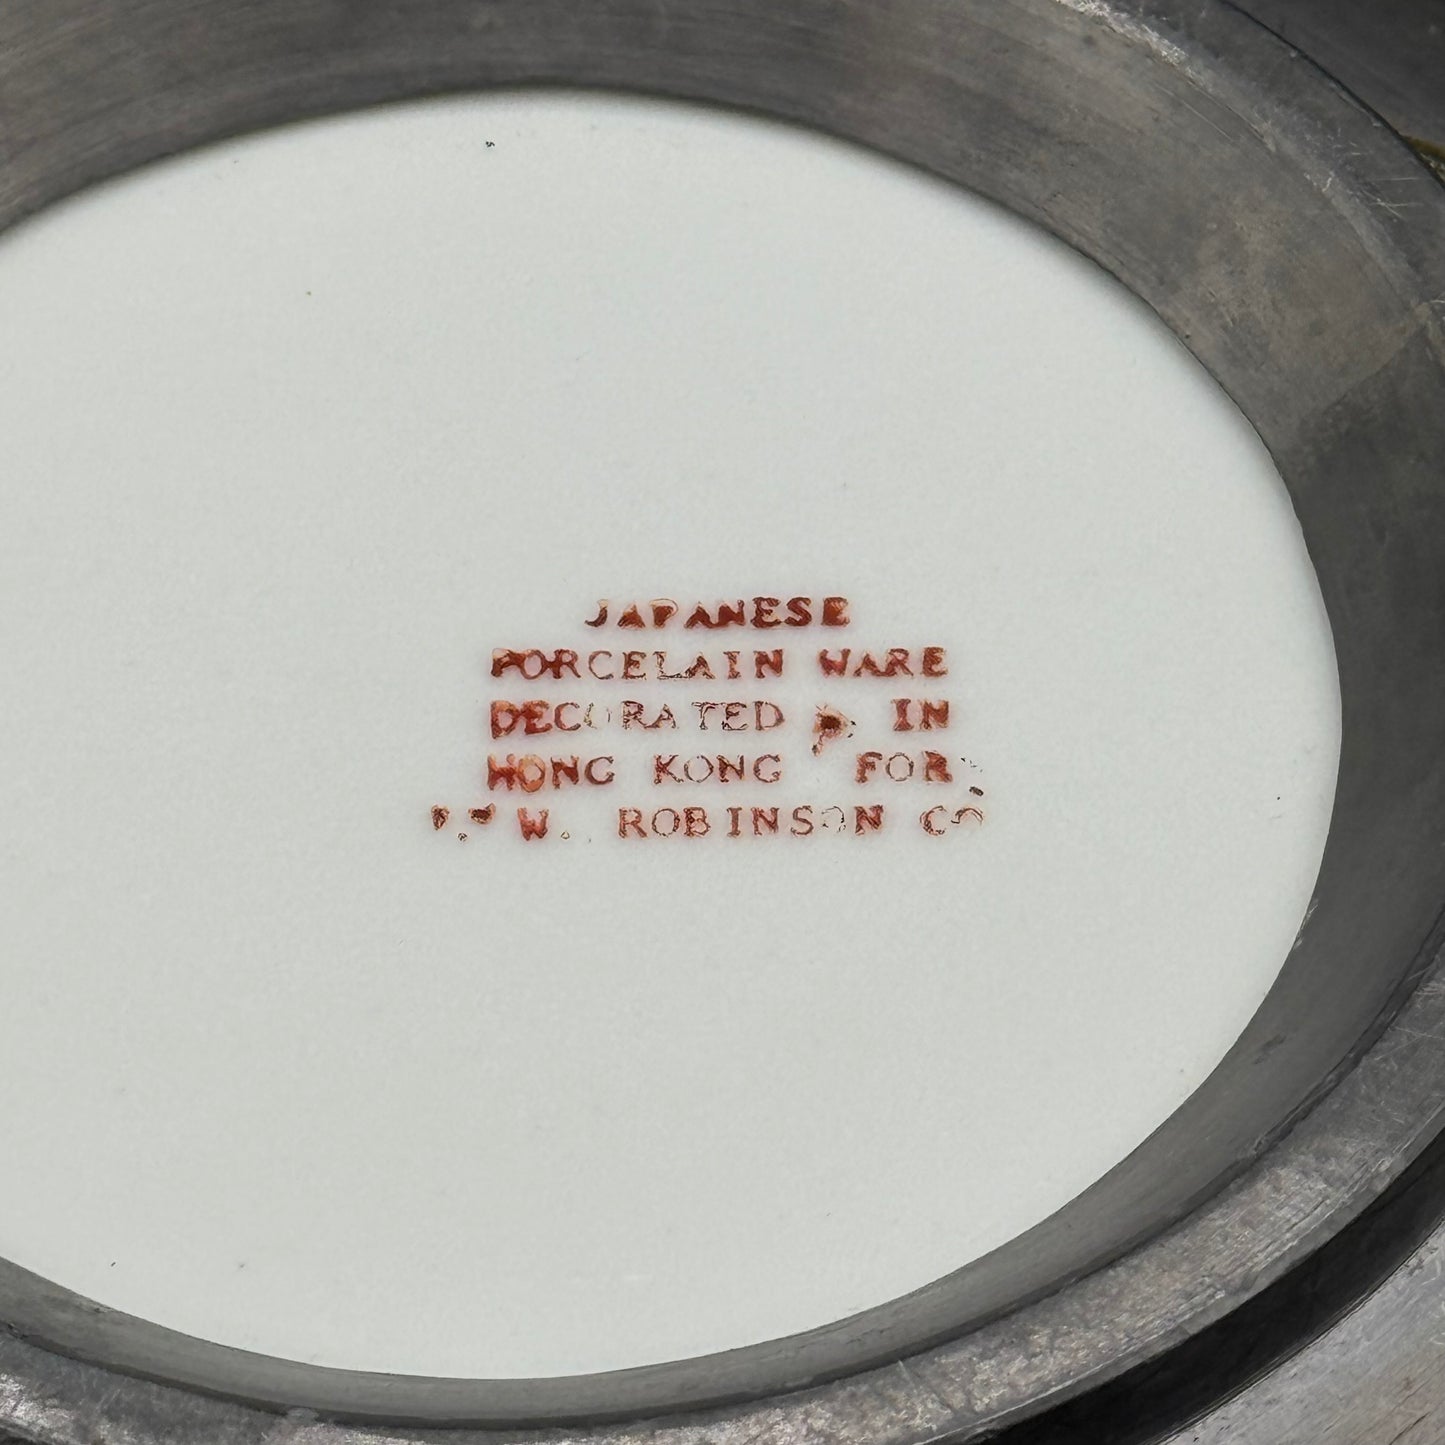 JAPANESE
PORCELAIN WARE
DECORATED IN
HONG KONG FOR
W. ROBINSON CO